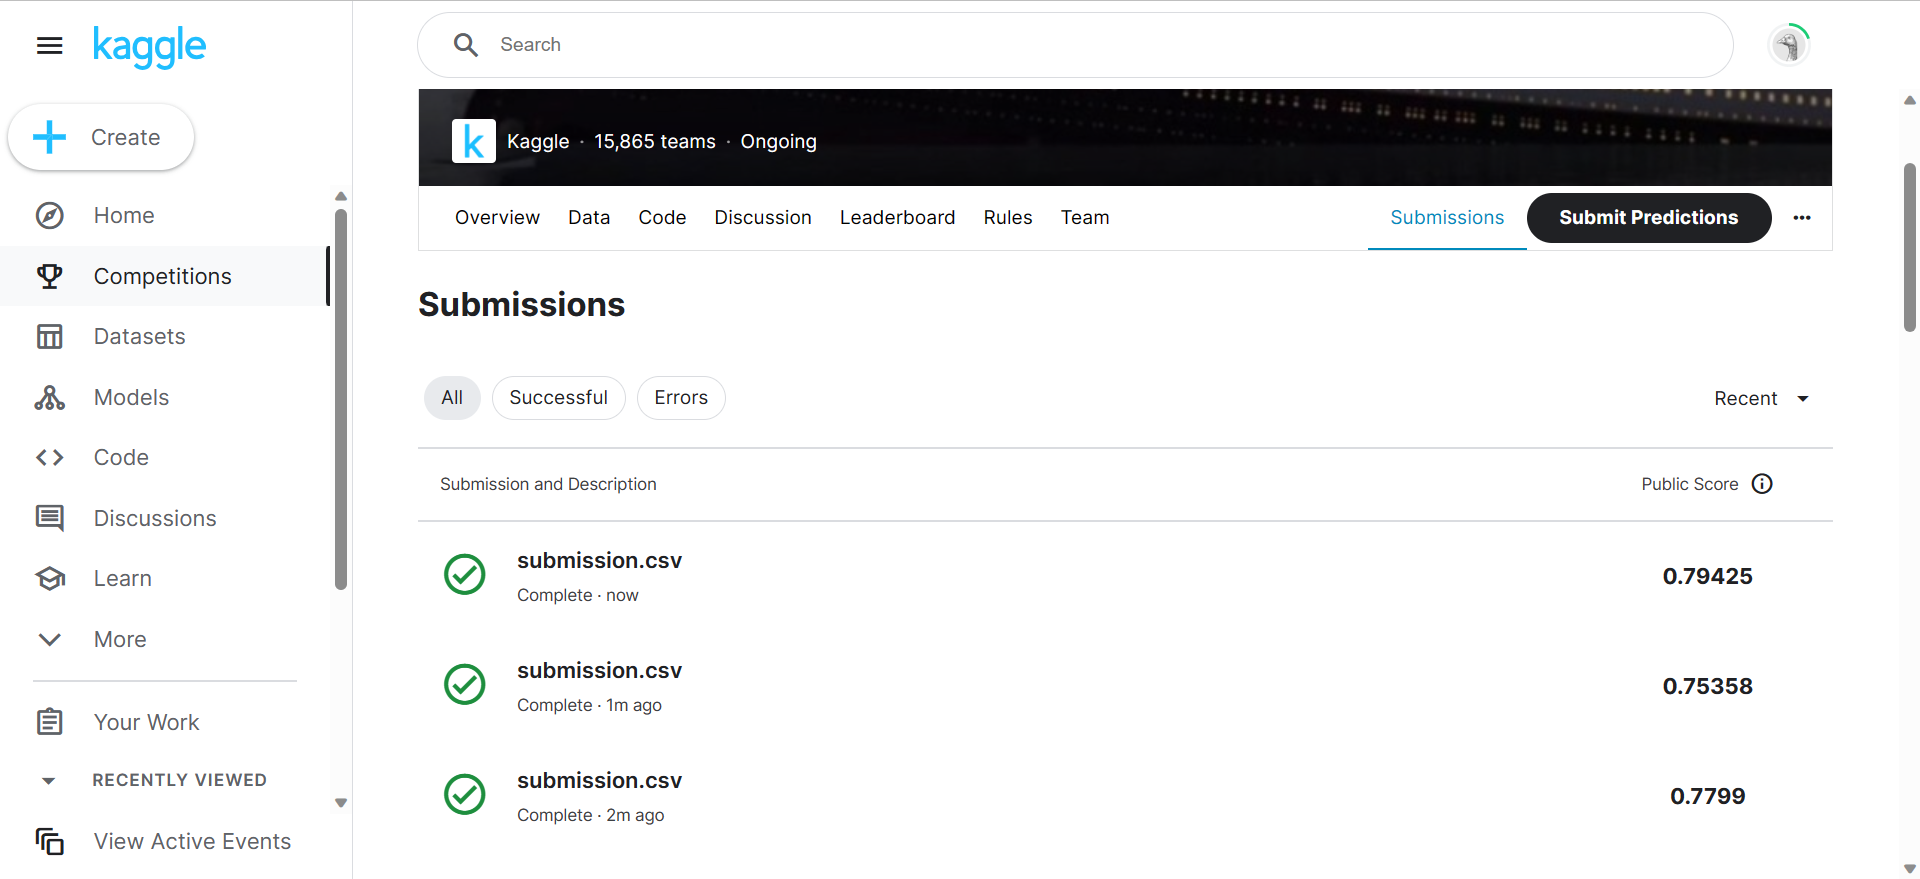 kaggle
Search
Create
Home
Competitions
Datasets
Models
Code
Discussions
Learn
More
Your Work
RECENTLY VIEWED
View Active Events
k
Kaggle · 15,865 teams · Ongoing
Overview Data Code Discussion Leaderboard Rules Team Submissions Submit Predictions
Submissions
All Successful Errors Recent
Submission and Description Public Score
submission.csv
Complete · now
0.79425
submission.csv
Complete · 1m ago
0.75358
submission.csv
Complete · 2m ago
0.7799